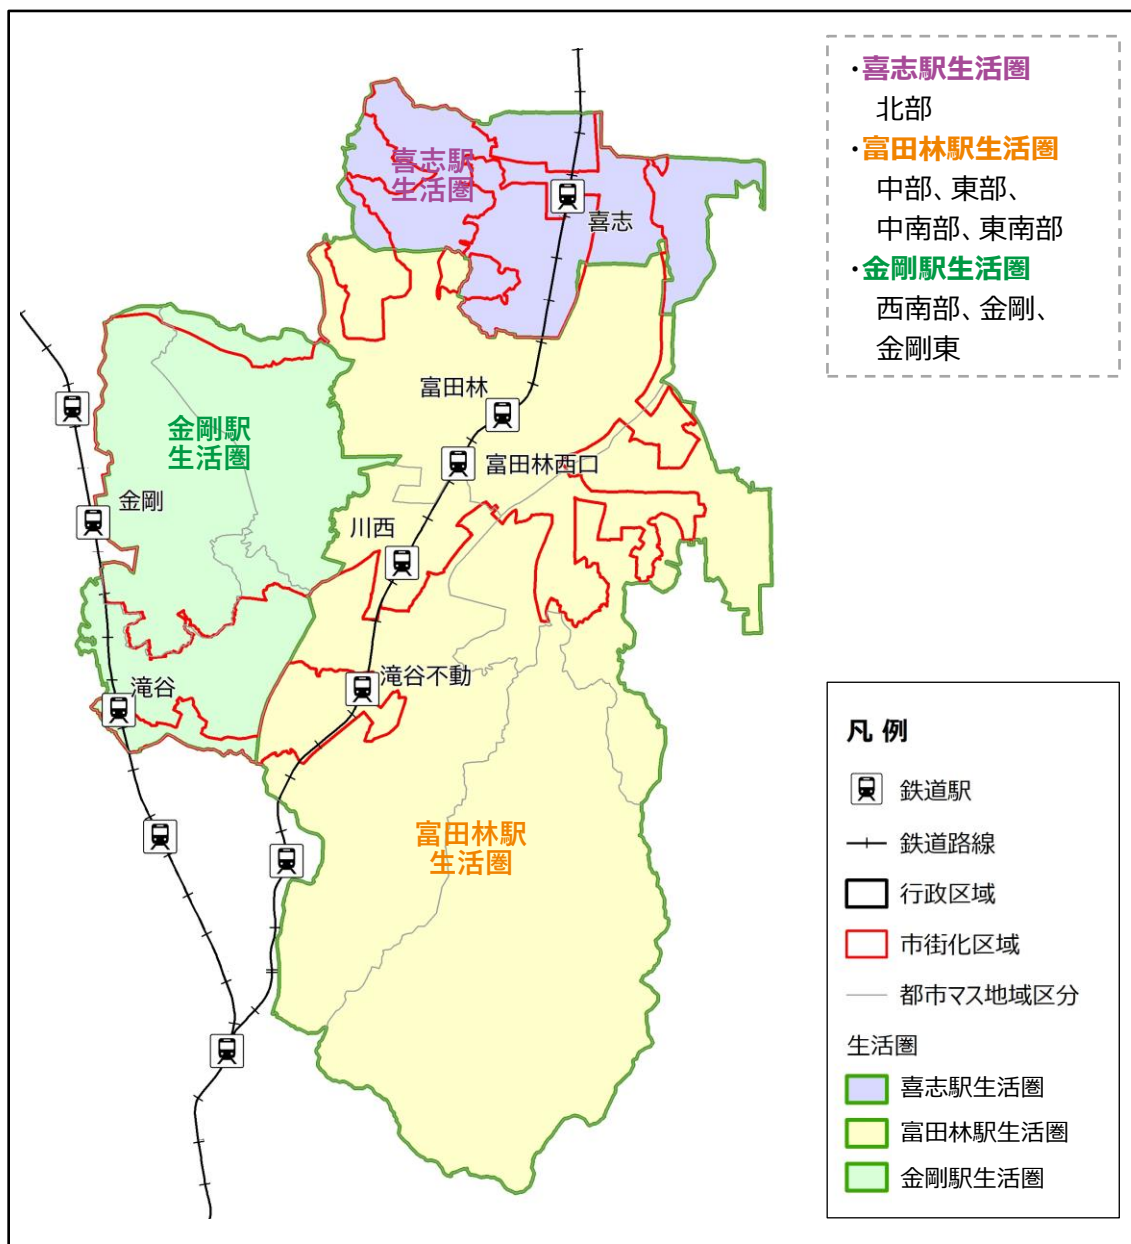 ・喜志駅生活圏
北部
・富田林駅生活圏
中部、東部、
中南部、東南部
・金剛駅生活圏
西南部、金剛、
金剛東
喜志駅
生活圏
喜志
富田林
金剛駅
生活圏
富田林西口
金剛
川西
滝谷不動
滝谷
富田林駅
生活圏
凡 例
鉄道駅
鉄道路線
行政区域
市街化区域
都市マス地域区分
生活圏
喜志駅生活圏
富田林駅生活圏
金剛駅生活圏